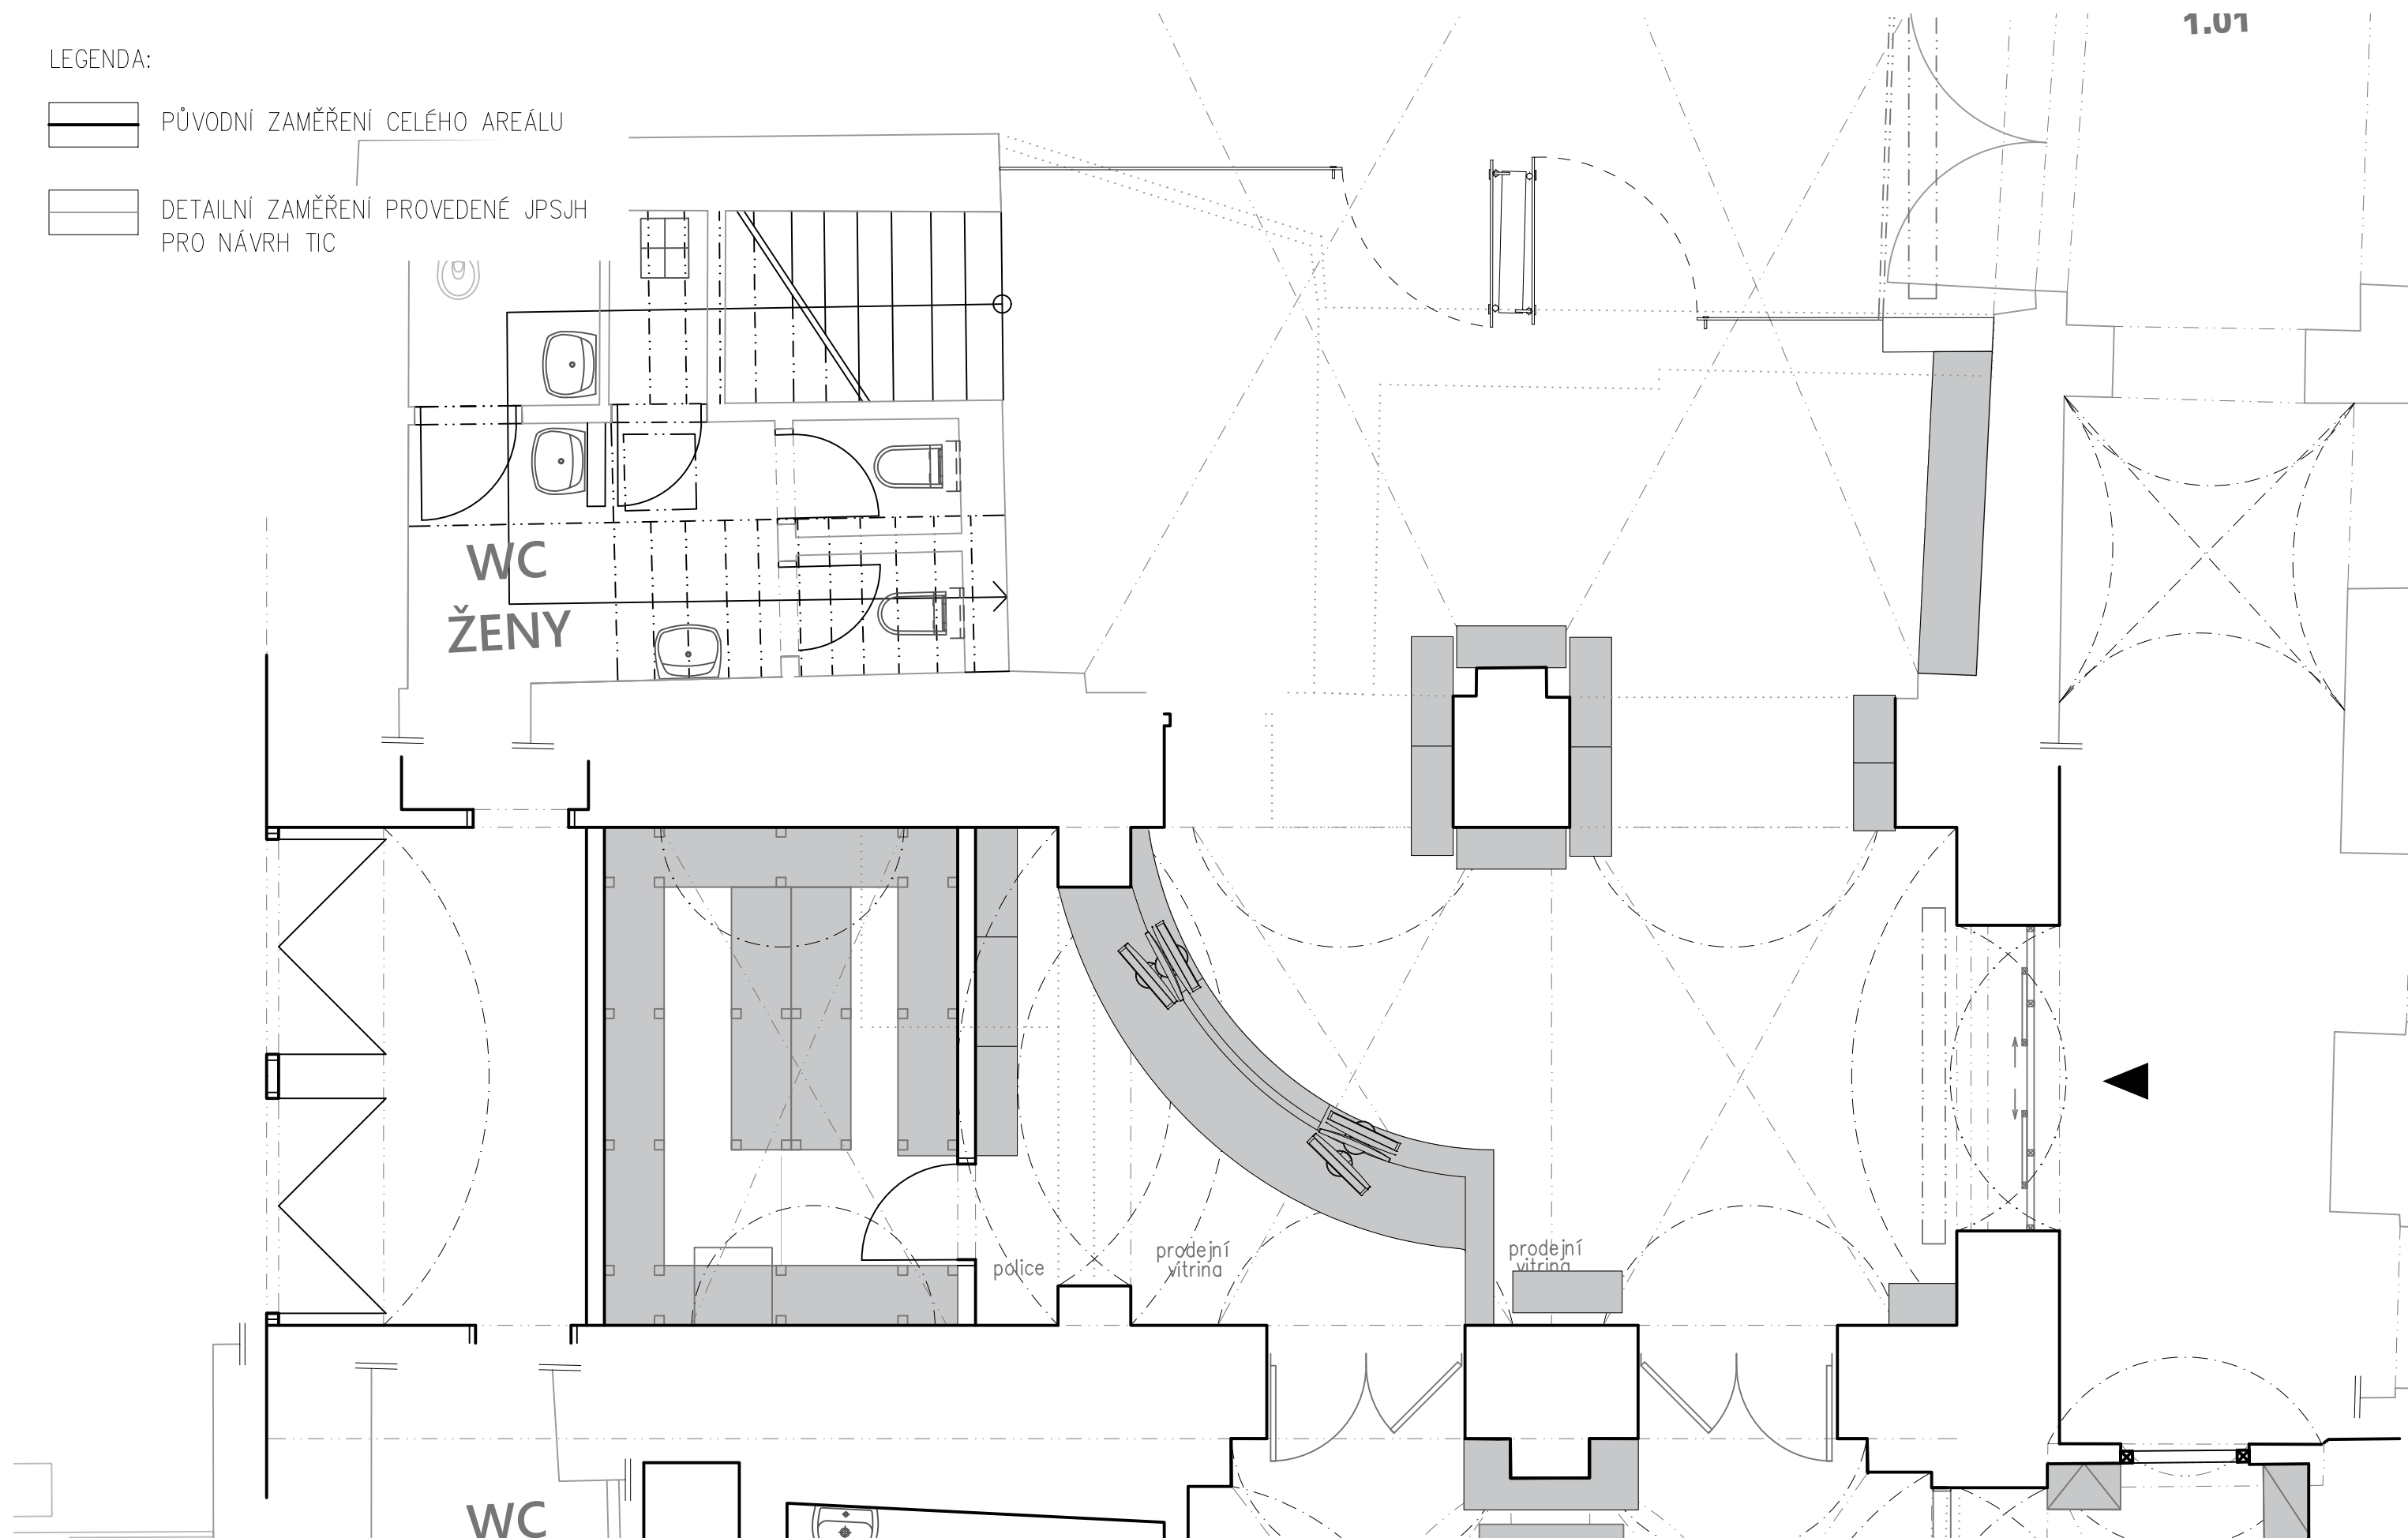 1.01
LEGENDA:
PŮVODNÍ ZAMĚŘENÍ CELÉHO AREÁLU
DETAILNÍ ZAMĚŘENÍ PROVEDENÉ JPSJH
PRO NÁVRH TIC
WC
ŽENY
police
prodejní
vitrina
prodejní
vitrina
WC